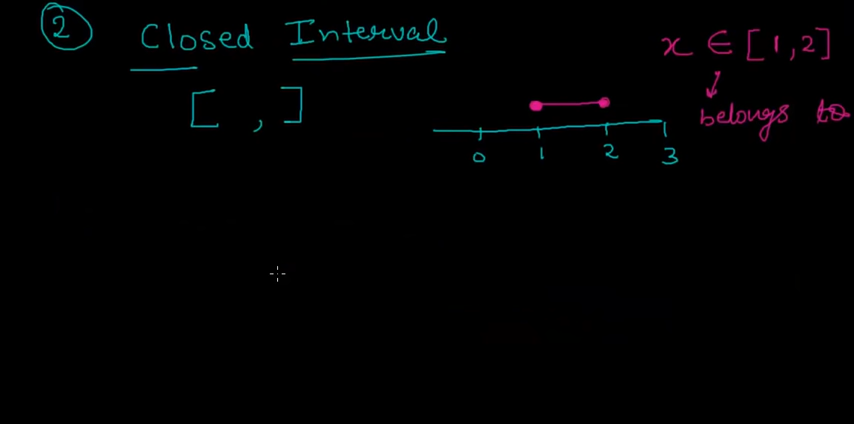 ② Closed Interval
x ∈ [1,2]
[ , ]
belongs to
0 1 2 3